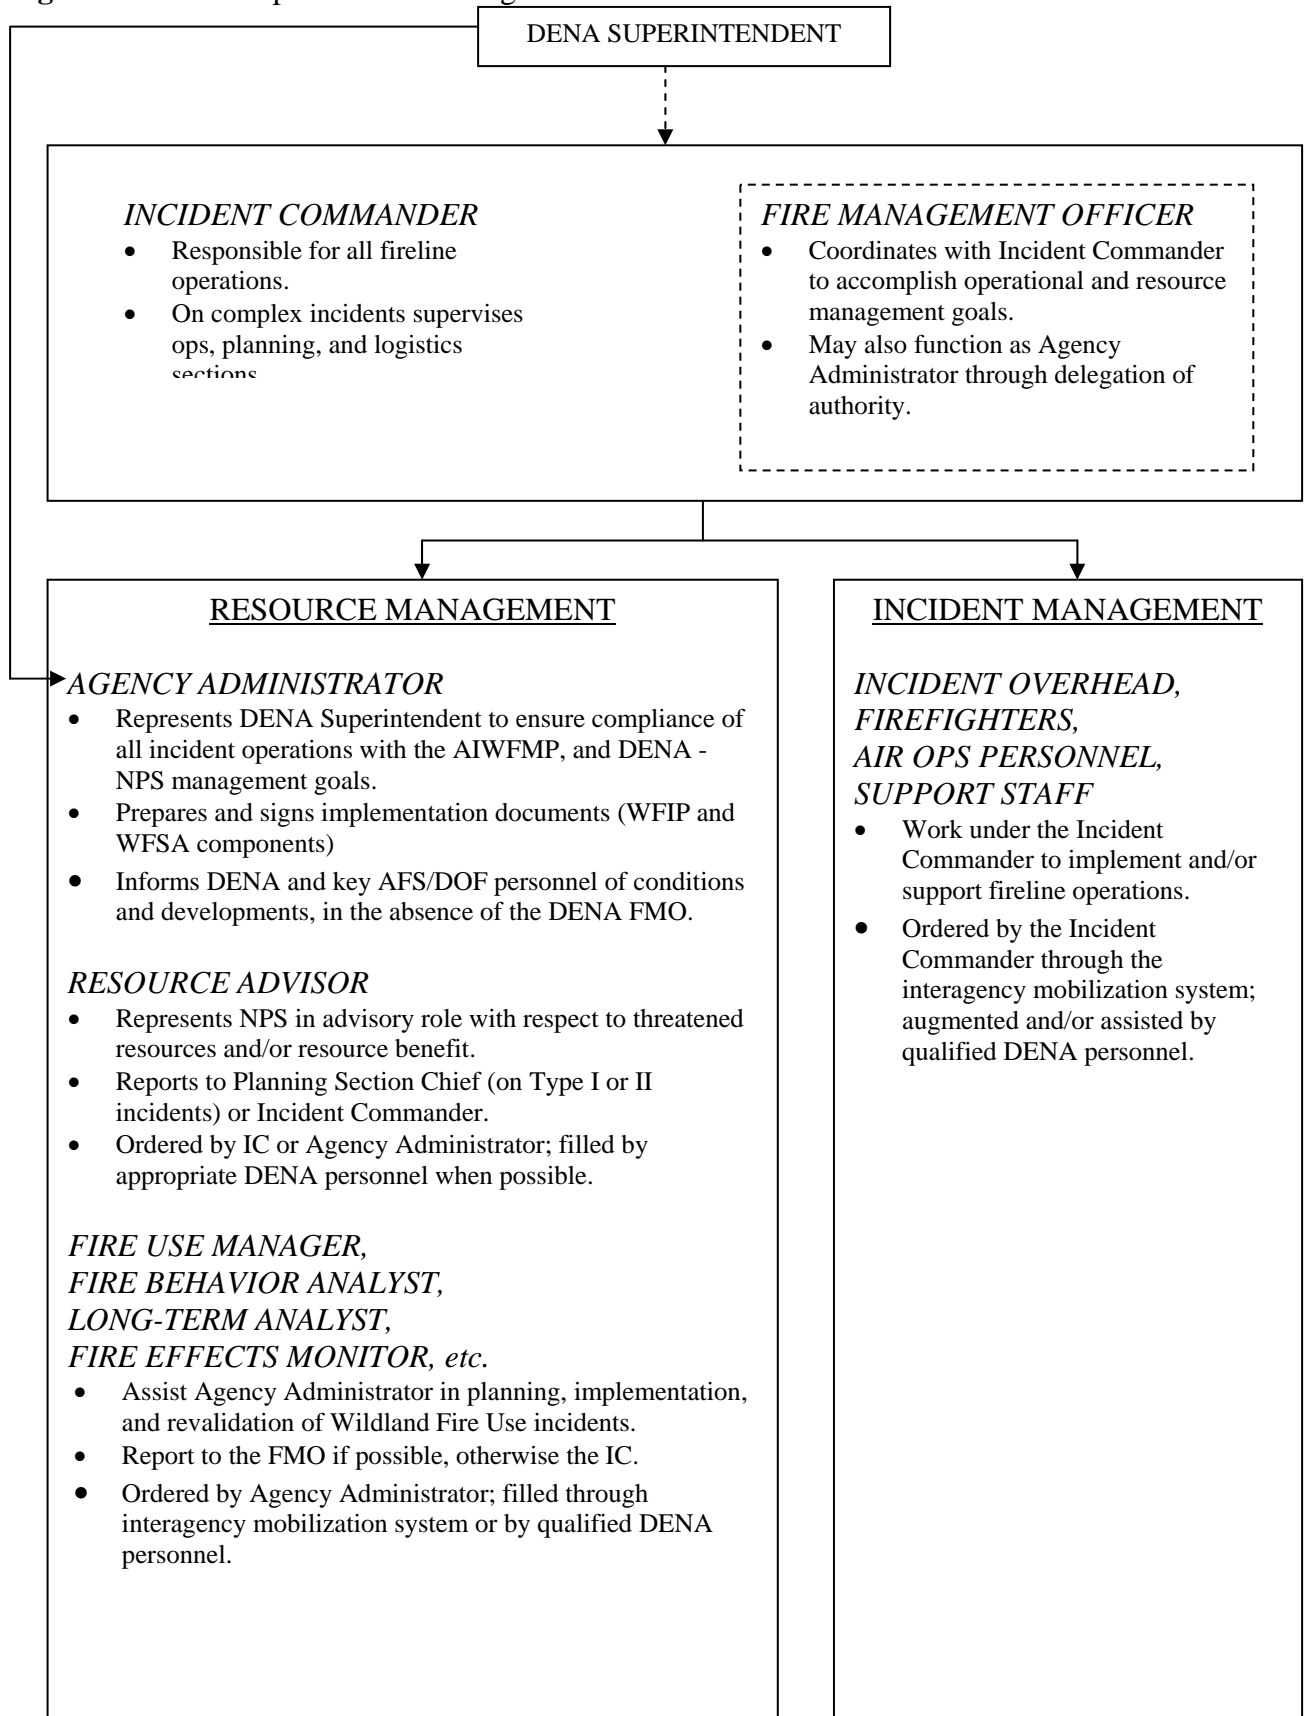 DENA SUPERINTENDENT
INCIDENT COMMANDER
• Responsible for all fireline
operations.
• On complex incidents supervises
ops, planning, and logistics
sections
FIRE MANAGEMENT OFFICER
• Coordinates with Incident Commander
to accomplish operational and resource
management goals.
• May also function as Agency
Administrator through delegation of
authority.
RESOURCE MANAGEMENT
AGENCY ADMINISTRATOR
• Represents DENA Superintendent to ensure compliance of
all incident operations with the AIWFMP, and DENA -
NPS management goals.
• Prepares and signs implementation documents (WFIP and
WFSA components)
• Informs DENA and key AFS/DOF personnel of conditions
and developments, in the absence of the DENA FMO.
RESOURCE ADVISOR
• Represents NPS in advisory role with respect to threatened
resources and/or resource benefit.
• Reports to Planning Section Chief (on Type I or II
incidents) or Incident Commander.
• Ordered by IC or Agency Administrator; filled by
appropriate DENA personnel when possible.
FIRE USE MANAGER,
FIRE BEHAVIOR ANALYST,
LONG-TERM ANALYST,
FIRE EFFECTS MONITOR, etc.
• Assist Agency Administrator in planning, implementation,
and revalidation of Wildland Fire Use incidents.
• Report to the FMO if possible, otherwise the IC.
• Ordered by Agency Administrator; filled through
interagency mobilization system or by qualified DENA
personnel.
INCIDENT MANAGEMENT
INCIDENT OVERHEAD,
FIREFIGHTERS,
AIR OPS PERSONNEL,
SUPPORT STAFF
• Work under the Incident
Commander to implement and/or
support fireline operations.
• Ordered by the Incident
Commander through the
interagency mobilization system;
augmented and/or assisted by
qualified DENA personnel.